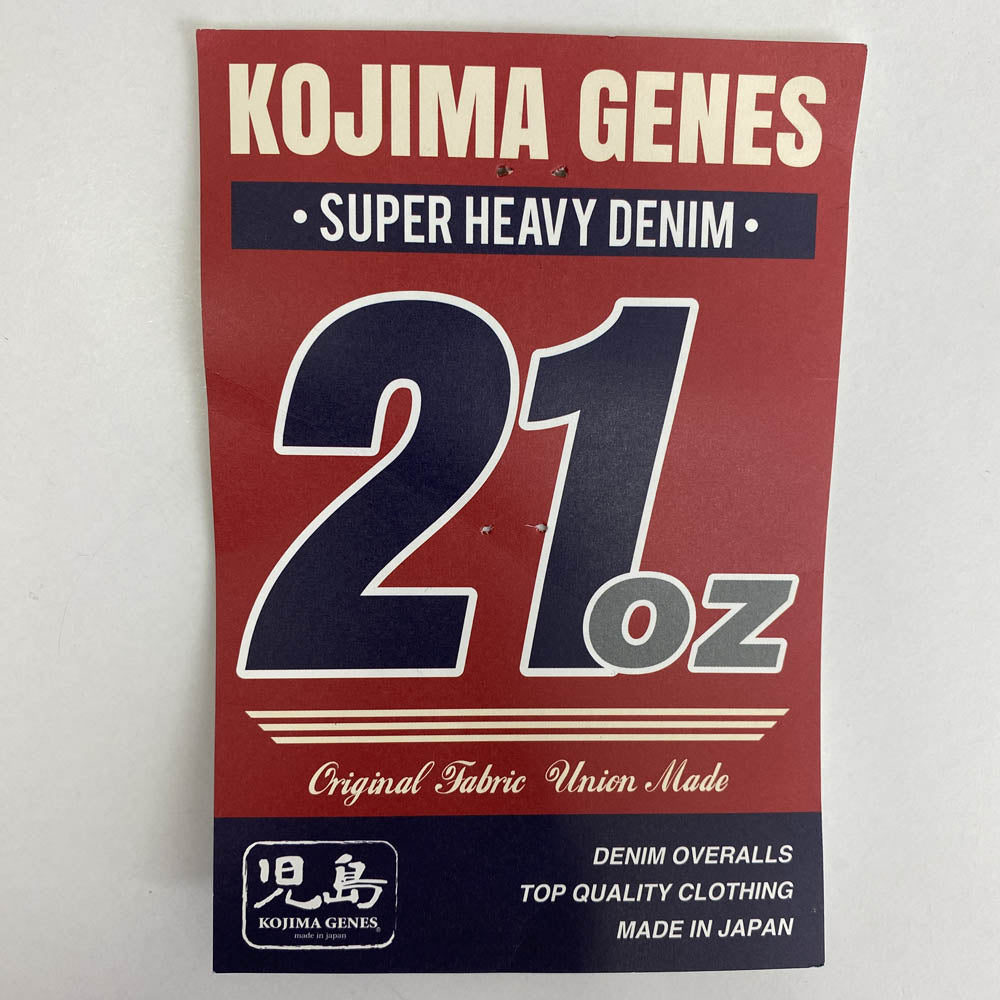 KOJIMA GENES
• SUPER HEAVY DENIM •
21oz
Original Fabric Union Made
児島
KOJIMA GENES®
made in japan
DENIM OVERALLS
TOP QUALITY CLOTHING
MADE IN JAPAN